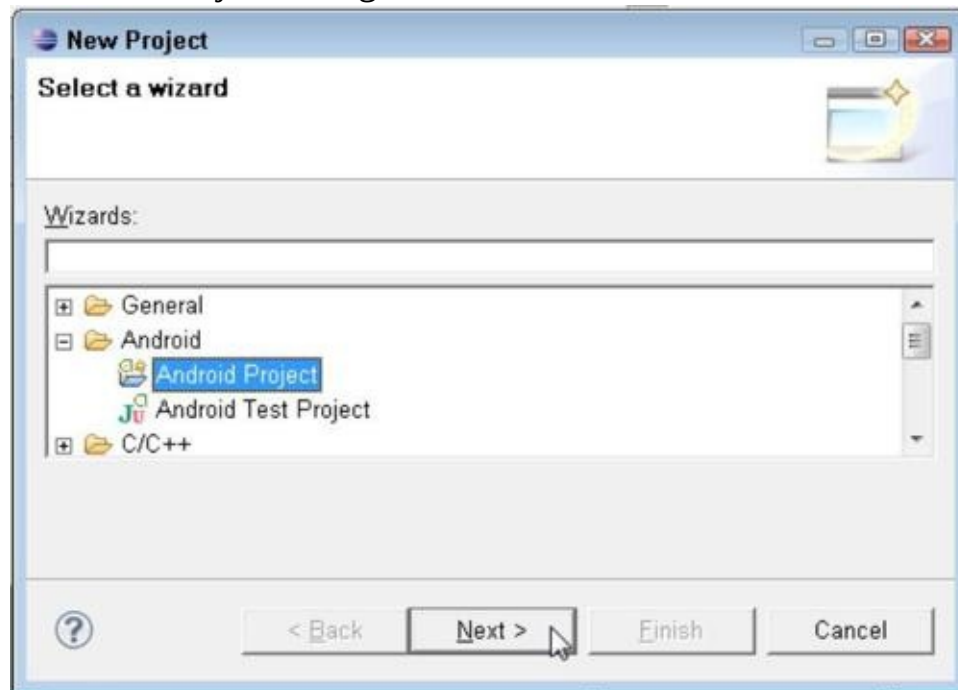 New Project
Select a wizard
Wizards:
General
Android
Android Project
Android Test Project
C/C++
< Back Next > Finish Cancel